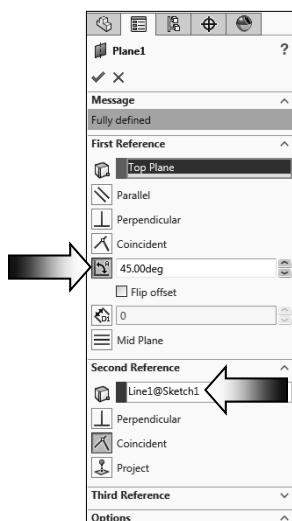 Plane1
?
Message
Fully defined
First Reference
Top Plane
Parallel
Perpendicular
Coincident
45.00deg
Flip offset
0
Mid Plane
Second Reference
Line1@Sketch1
Perpendicular
Coincident
Project
Third Reference
Options